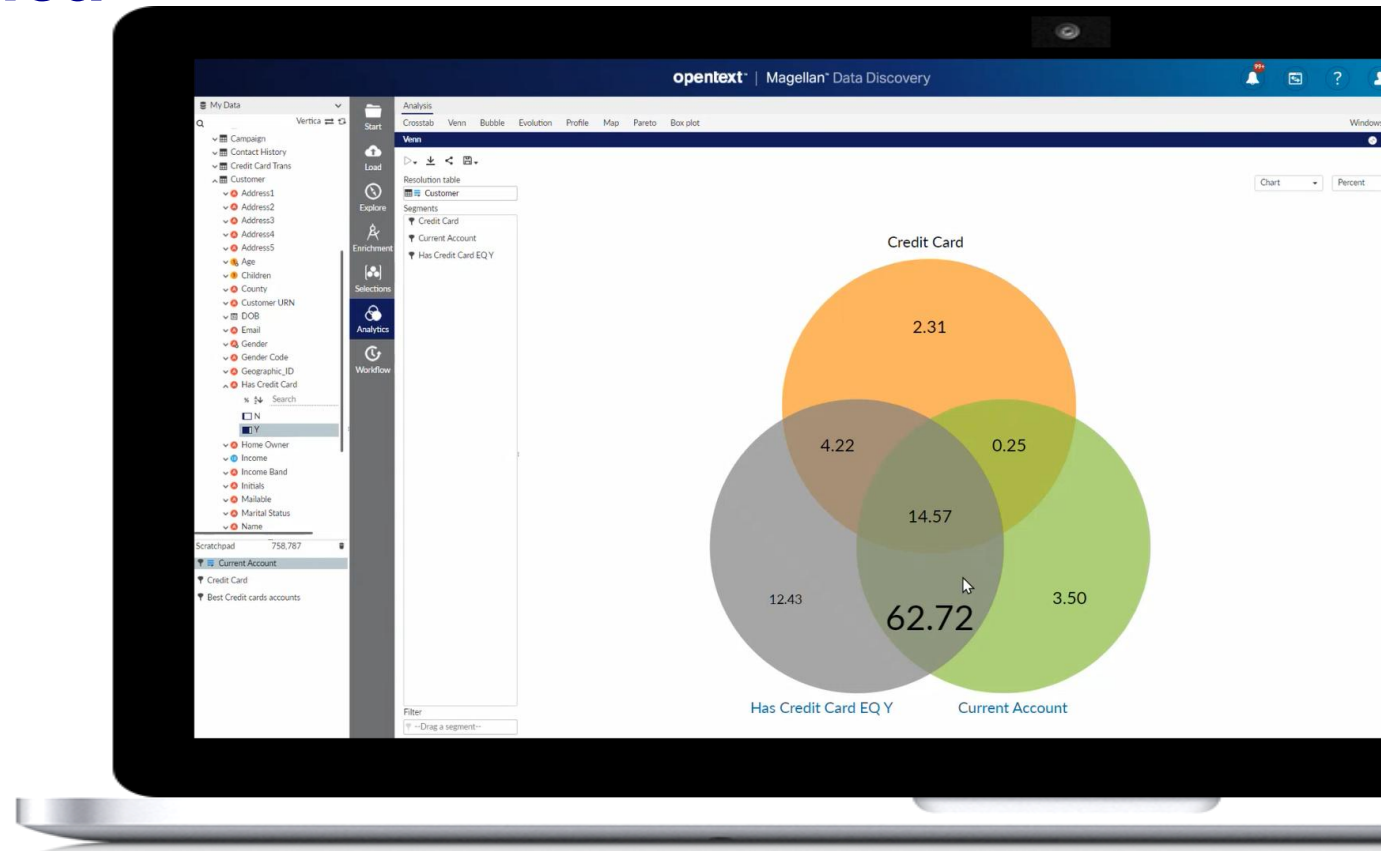 opentext™ | Magellan™ Data Discovery
99+
?
My Data
Vertica
Campaign
Contact History
Credit Card Trans
Customer
Address1
Address2
Address3
Address4
Address5
Age
Children
County
Customer URN
DOB
Email
Gender
Gender Code
Geographic_ID
Has Credit Card
Search
N
Y
Home Owner
Income
Income Band
Initials
Mailable
Marital Status
Name
Scratchpad 758,787
Current Account
Credit Card
Best Credit cards accounts
Start
Load
Explore
Enrichment
Selections
Analytics
Workflow
Analysis
Crosstab Venn Bubble Evolution Profile Map Pareto Box plot
Windows
Venn
Resolution table
Customer
Segments
Credit Card
Current Account
Has Credit Card EQ Y
Filter
--Drag a segment--
Chart Percent
Credit Card
2.31
4.22 0.25
14.57
12.43 62.72 3.50
Has Credit Card EQ Y Current Account